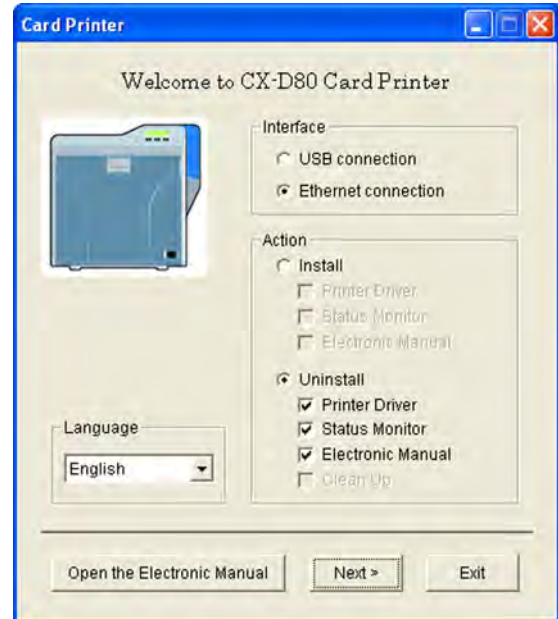 Card Printer
Welcome to CX-D80 Card Printer
Interface
USB connection
Ethernet connection
Action
Install
Printer Driver
Status Monitor
Electronic Manual
Uninstall
Printer Driver
Status Monitor
Electronic Manual
Clean Up
Language
English
Open the Electronic Manual
Next >
Exit